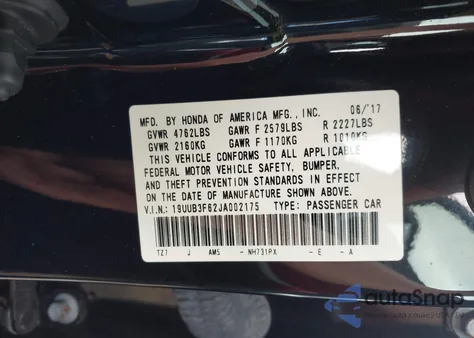 MFD. BY HONDA OF AMERICA MFG., INC. 06/'17
GVWR 4762LBS GAWR F 2579LBS R 2227LBS
GVWR 2160KG GAWR F 1170KG R 1010KG
THIS VEHICLE CONFORMS TO ALL APPLICABLE
FEDERAL MOTOR VEHICLE SAFETY, BUMPER,
AND THEFT PREVENTION STANDARDS IN EFFECT
ON THE DATE OF MANUFACTURE SHOWN ABOVE.
V.I.N.: 19UUB3F62JA002175 TYPE: PASSENGER CAR
TZ7 J AM5 - NH731PX - E - A
autoSnap